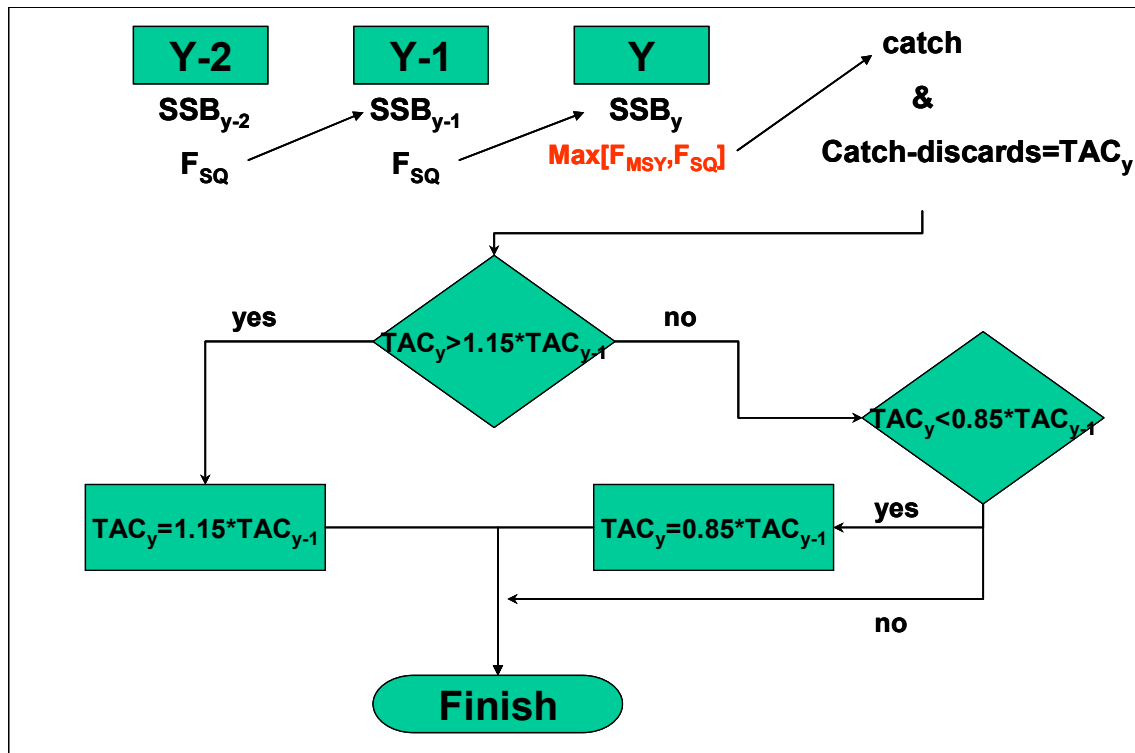 Y-2
Y-1
Y
catch
SSBy-2
SSBy-1
SSBy
&
FSQ
FSQ
Max[FMSY,FSQ]
Catch-discards=TACy
yes
no
TACy>1.15*TACy-1
TACy<0.85*TACy-1
TACy=1.15*TACy-1
TACy=0.85*TACy-1
yes
no
Finish